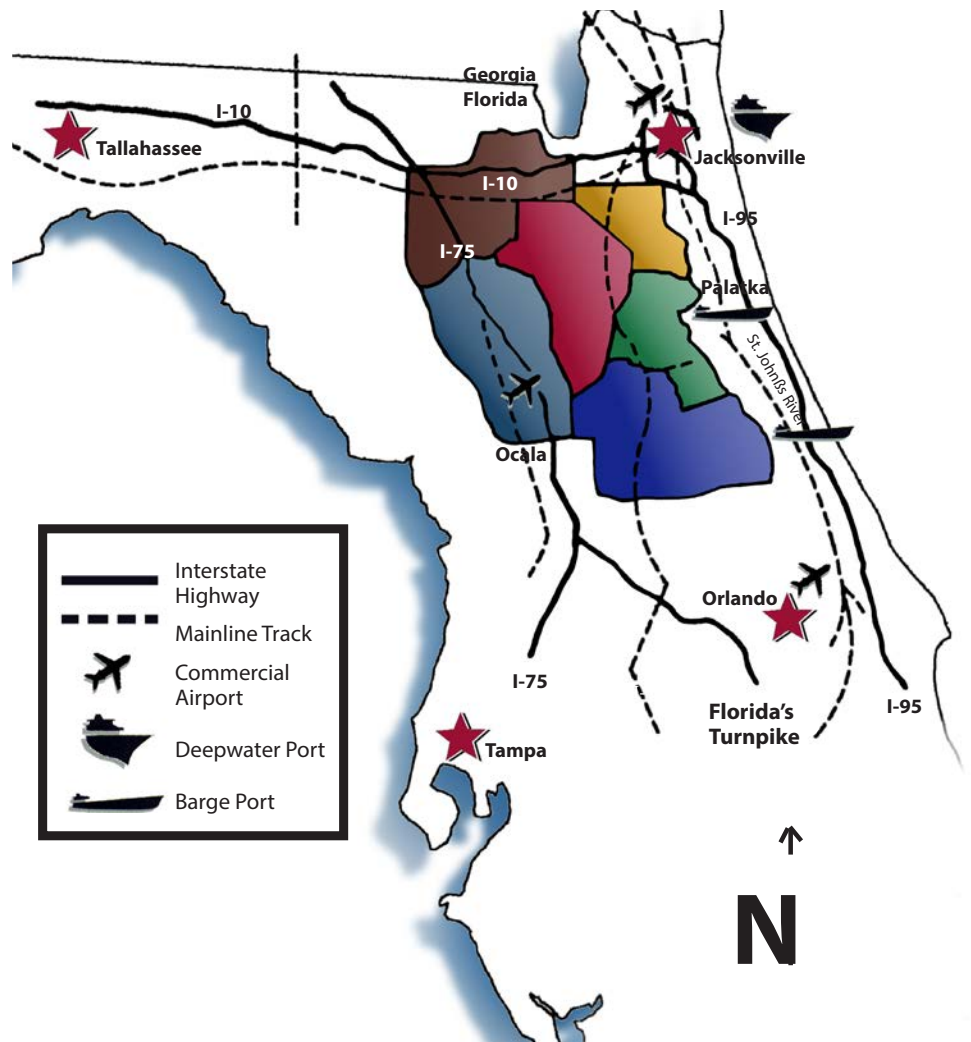 Georgia
Florida
I-10
Tallahassee
Jacksonville
I-10
I-95
I-75
Palatka
St. Johnßs River
Ocala
Interstate
Highway
Mainline Track
Commercial
Airport
Deepwater Port
Barge Port
Orlando
I-75
I-95
Florida's
Turnpike
Tampa
N